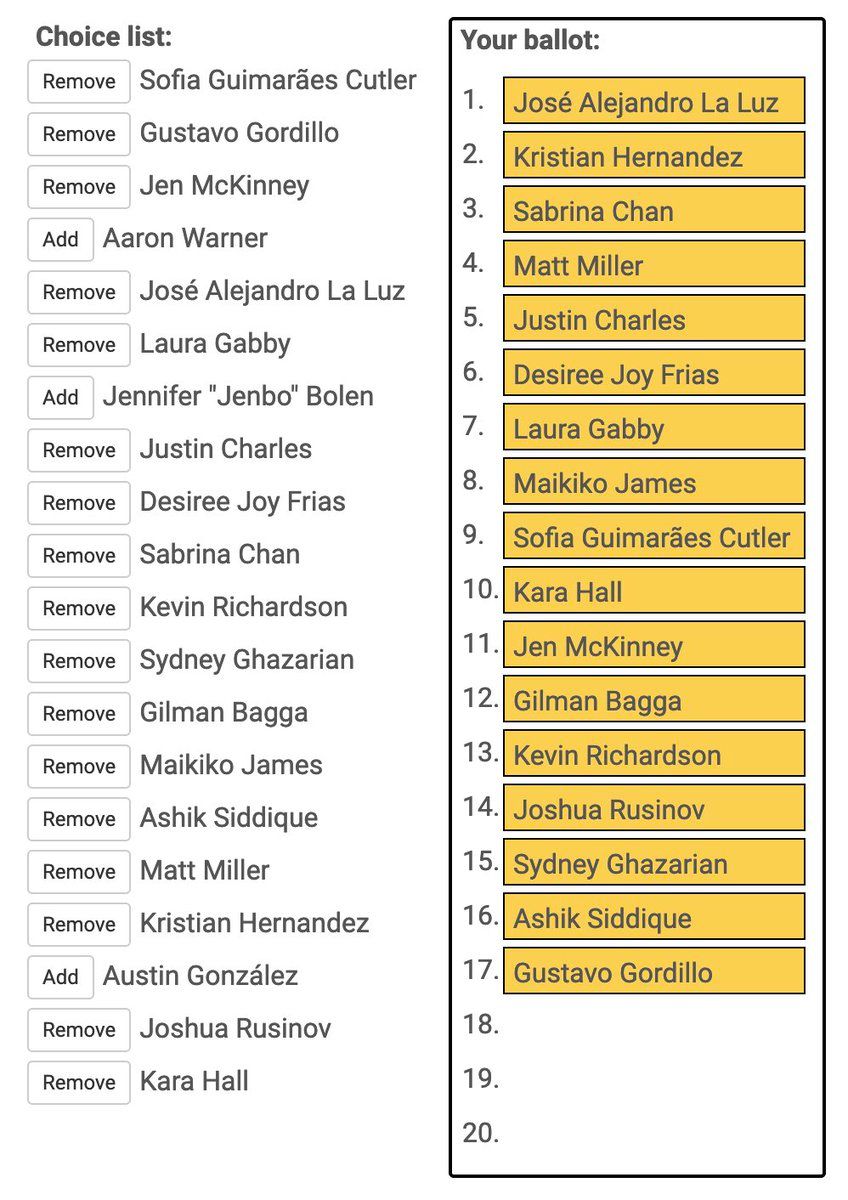 Choice list:
Remove Sofia Guimarães Cutler
Remove Gustavo Gordillo
Remove Jen McKinney
Add Aaron Warner
Remove José Alejandro La Luz
Remove Laura Gabby
Add Jennifer "Jenbo" Bolen
Remove Justin Charles
Remove Desiree Joy Frias
Remove Sabrina Chan
Remove Kevin Richardson
Remove Sydney Ghazarian
Remove Gilman Bagga
Remove Maikiko James
Remove Ashik Siddique
Remove Matt Miller
Remove Kristian Hernandez
Add Austin González
Remove Joshua Rusinov
Remove Kara Hall
Your ballot:
1. José Alejandro La Luz
2. Kristian Hernandez
3. Sabrina Chan
4. Matt Miller
5. Justin Charles
6. Desiree Joy Frias
7. Laura Gabby
8. Maikiko James
9. Sofia Guimarães Cutler
10. Kara Hall
11. Jen McKinney
12. Gilman Bagga
13. Kevin Richardson
14. Joshua Rusinov
15. Sydney Ghazarian
16. Ashik Siddique
17. Gustavo Gordillo
18.
19.
20.